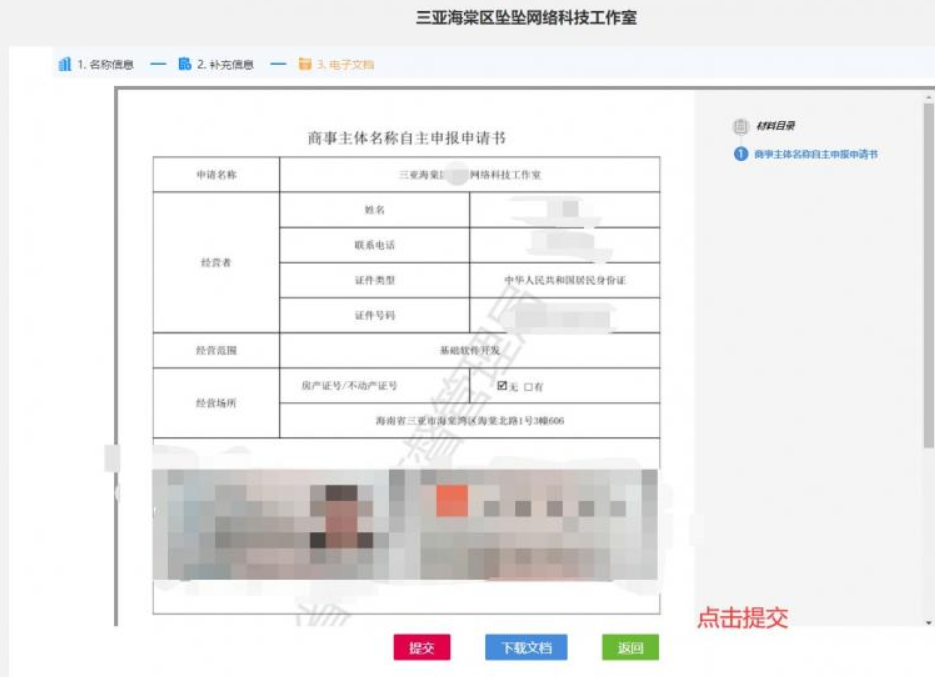 三亚海棠区坠坠网络科技工作室
1. 名称信息 — 2. 补充信息 — 3. 电子文档
商事主体名称自主申报申请书
材料目录
1 商事主体名称自主申报申请书
申请名称 三亚海棠 网络科技工作室
经营者
姓名
联系电话
证件类型 中华人民共和国居民身份证
证件号码
经营范围 基础软件开发
经营场所
房产证号/不动产证号 ☑无 □有
海南省三亚市海棠湾区海棠北路1号3幢606
督管理局
省
点击提交
提交 下载文档 返回